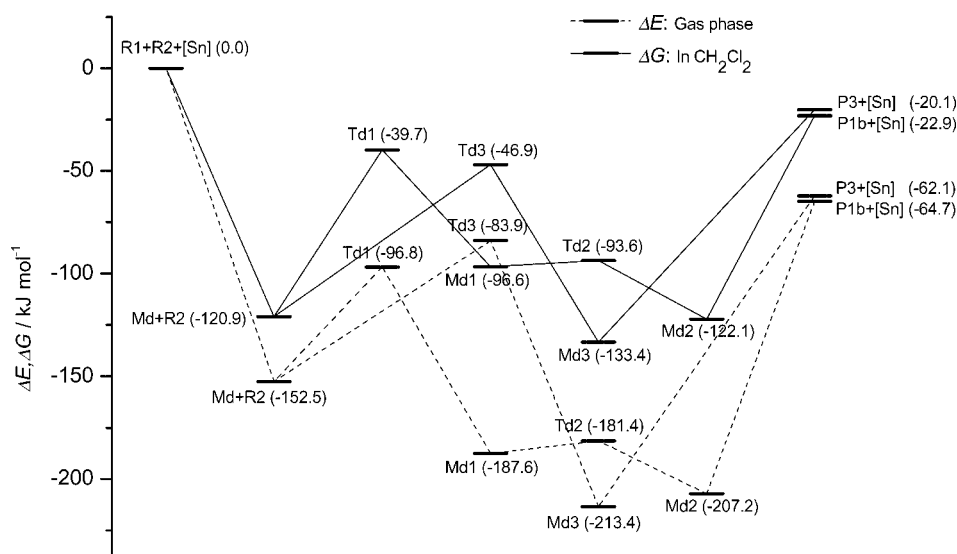 ΔE: Gas phase
ΔG: In CH2Cl2
R1+R2+[Sn] (0.0)
0
-50
-100
-150
-200
ΔE,ΔG / kJ mol-1
P3+[Sn] (-20.1)
P1b+[Sn] (-22.9)
Td1 (-39.7)
Td3 (-46.9)
P3+[Sn] (-62.1)
P1b+[Sn] (-64.7)
Td3 (-83.9)
Td1 (-96.8)
Td2 (-93.6)
Md1 (-96.6)
Md+R2 (-120.9)
Md2 (-122.1)
Md3 (-133.4)
Md+R2 (-152.5)
Td2 (-181.4)
Md1 (-187.6)
Md2 (-207.2)
Md3 (-213.4)